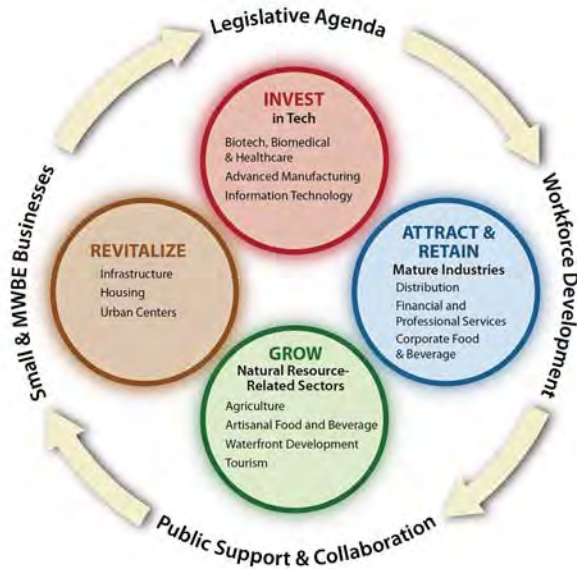 Legislative Agenda
INVEST
in Tech
Biotech, Biomedical
& Healthcare
Advanced Manufacturing
Information Technology
Workforce Development
ATTRACT &
RETAIN
Mature Industries
Distribution
Financial and
Professional Services
Corporate Food
& Beverage
Public Support & Collaboration
GROW
Natural Resource-
Related Sectors
Agriculture
Artisanal Food and Beverage
Waterfront Development
Tourism
Small & MWBE Businesses
REVITALIZE
Infrastructure
Housing
Urban Centers